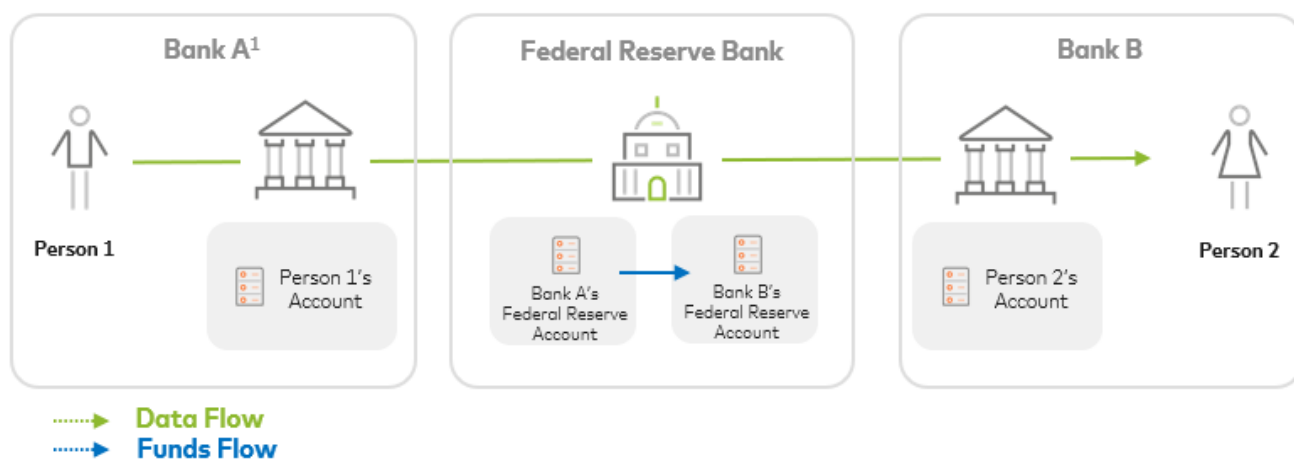 Bank A¹
Federal Reserve Bank
Bank B
Person 1
Person 1's
Account
Bank A's
Federal Reserve
Account
Bank B's
Federal Reserve
Account
Person 2's
Account
Person 2
Data Flow
Funds Flow